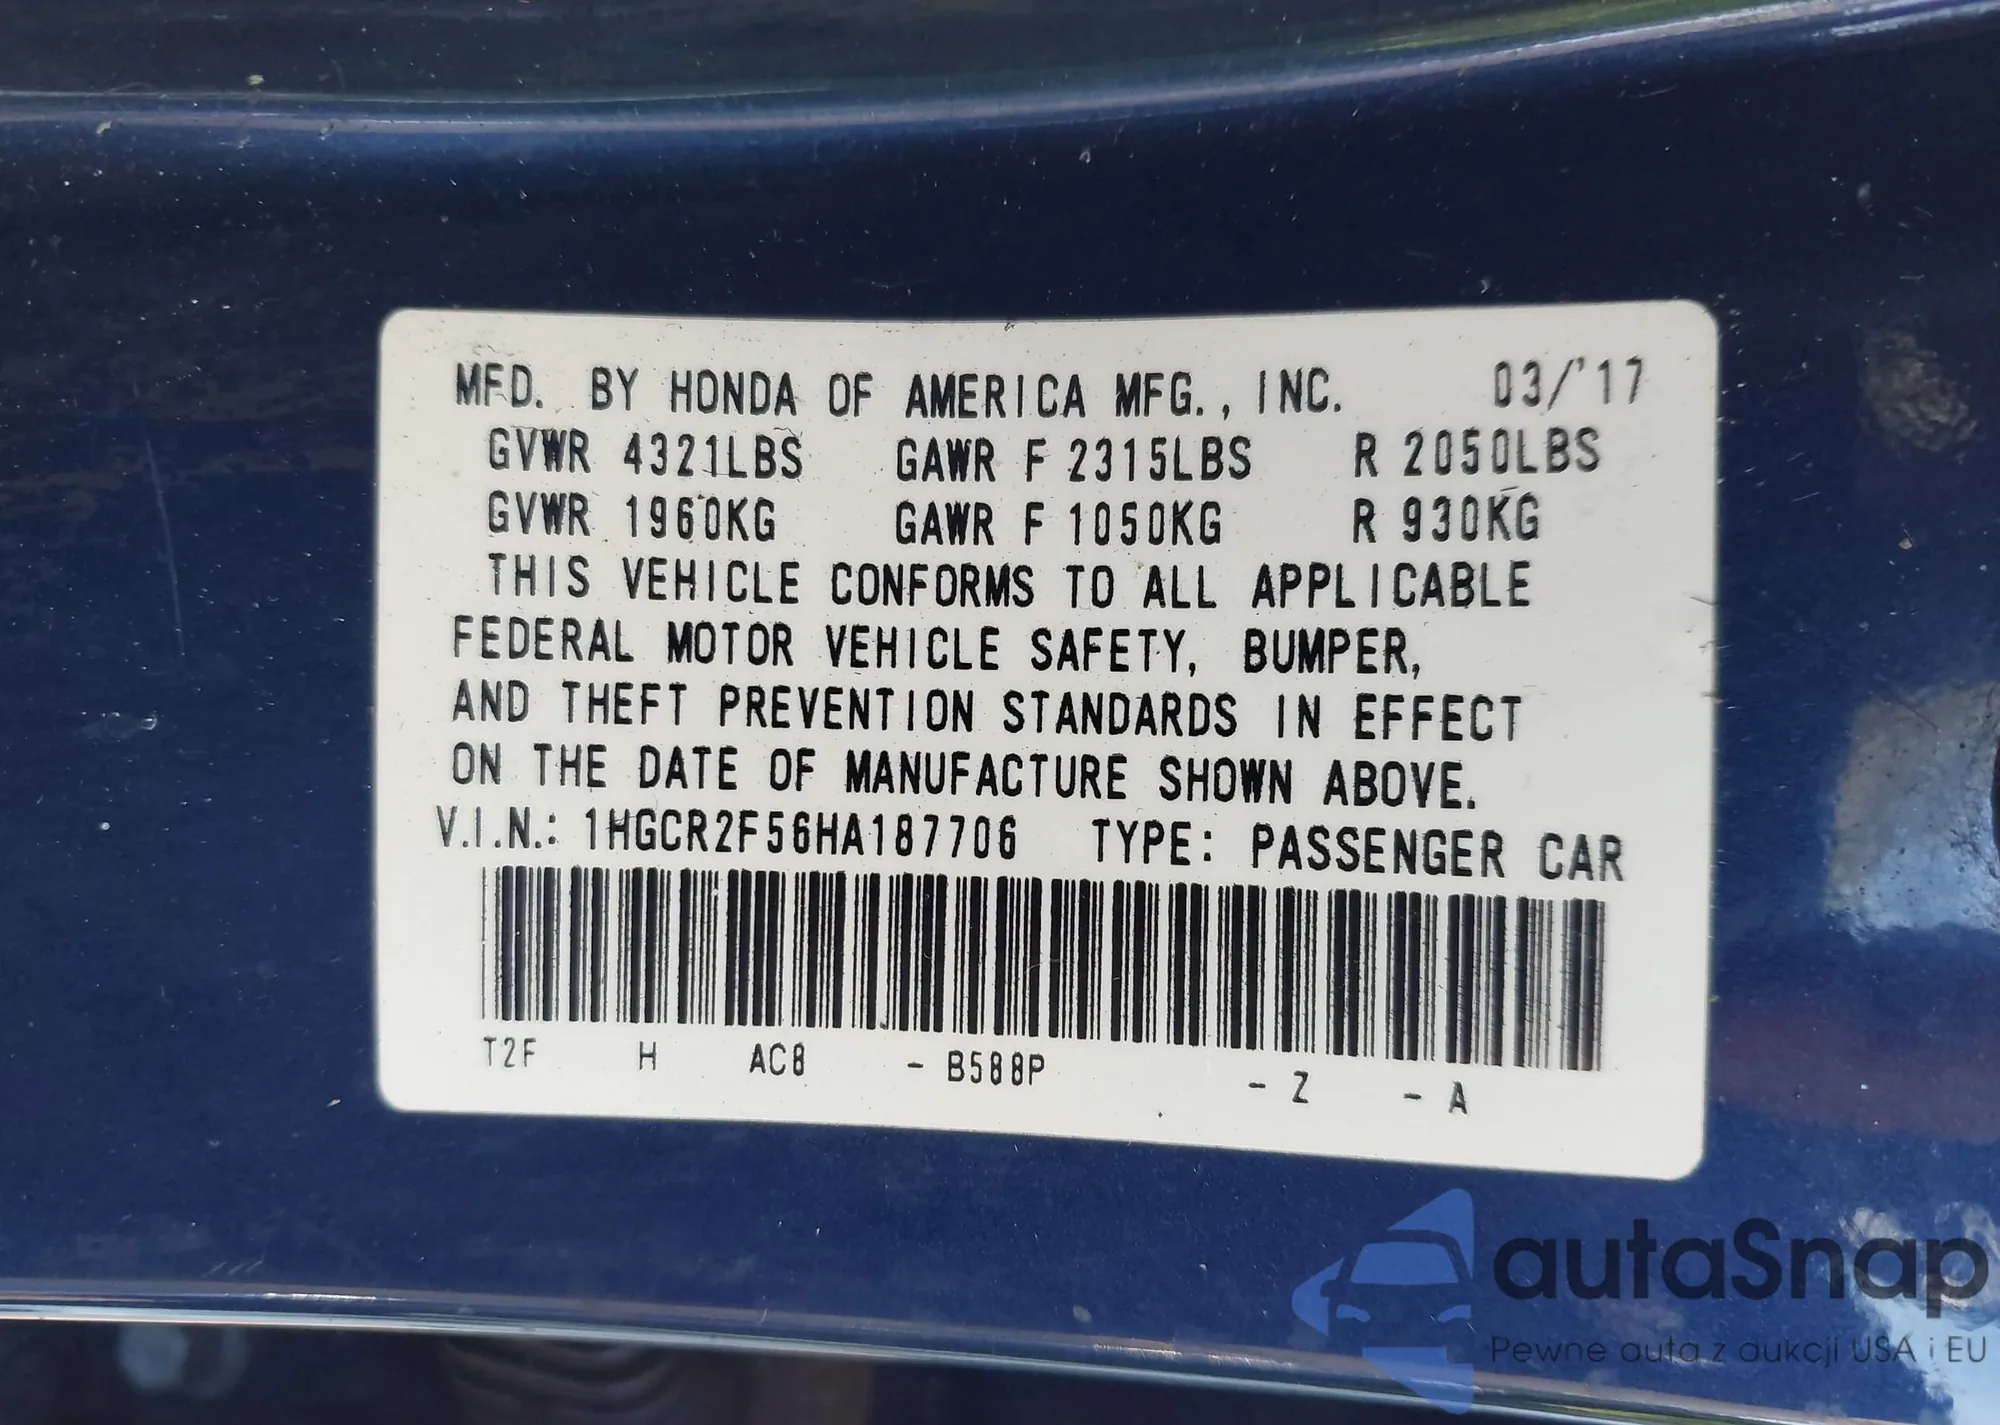 MFD. BY HONDA OF AMERICA MFG., INC. 03/'17
GVWR 4321LBS GAWR F 2315LBS R 2050LBS
GVWR 1960KG GAWR F 1050KG R 930KG
THIS VEHICLE CONFORMS TO ALL APPLICABLE
FEDERAL MOTOR VEHICLE SAFETY, BUMPER,
AND THEFT PREVENTION STANDARDS IN EFFECT
ON THE DATE OF MANUFACTURE SHOWN ABOVE.
V.I.N.: 1HGCR2F56HA187706 TYPE: PASSENGER CAR
T2F H AC8 - B588P - Z - A
autaSnap
Pewne auta z aukcji USA i EU